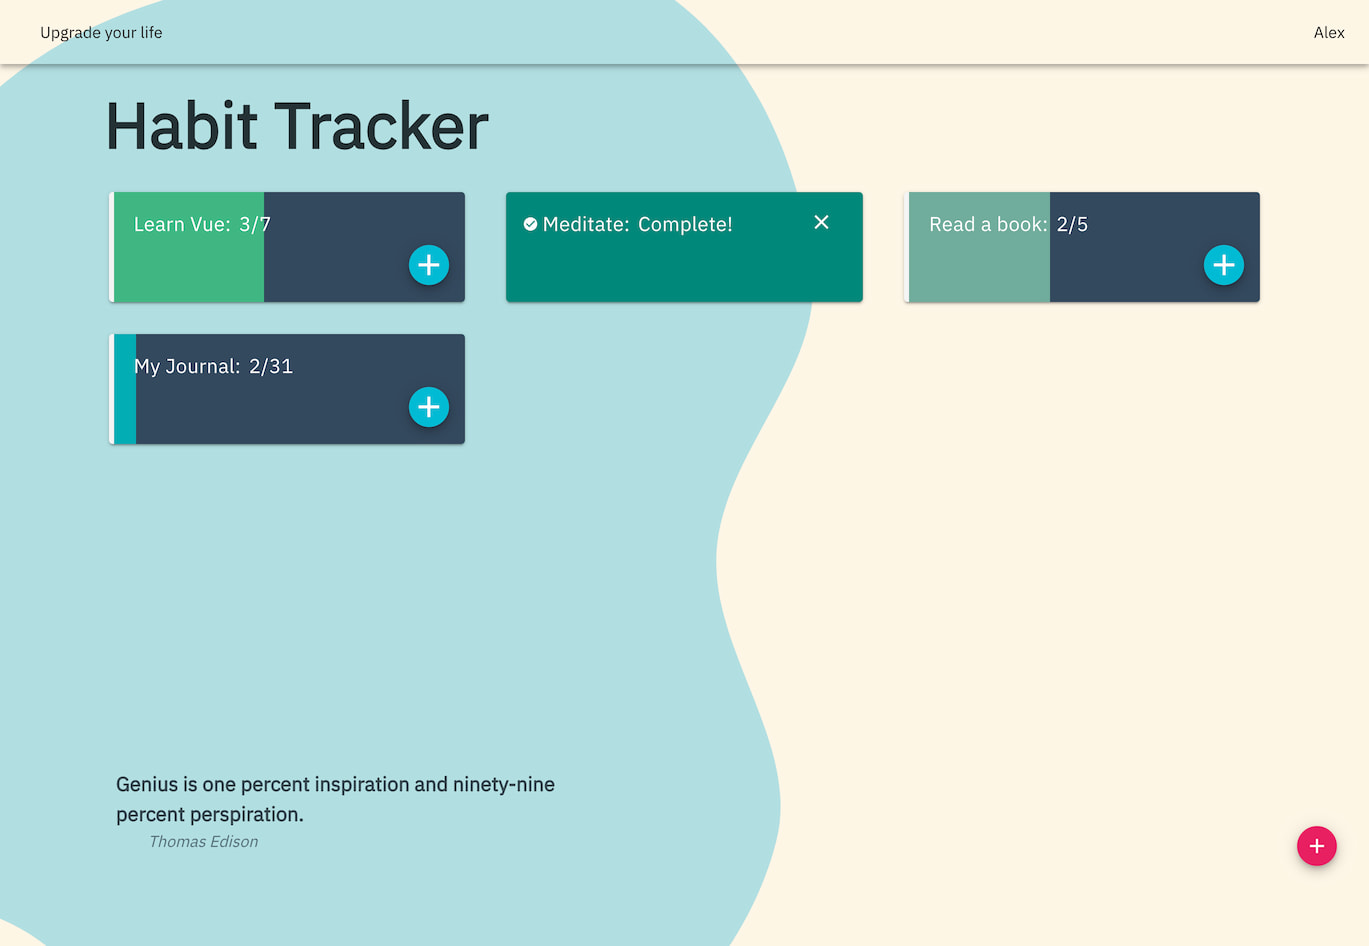 Upgrade your life
Alex
Habit Tracker
Learn Vue: 3/7
Meditate: Complete!
Read a book: 2/5
My Journal: 2/31
Genius is one percent inspiration and ninety-nine
percent perspiration.
Thomas Edison